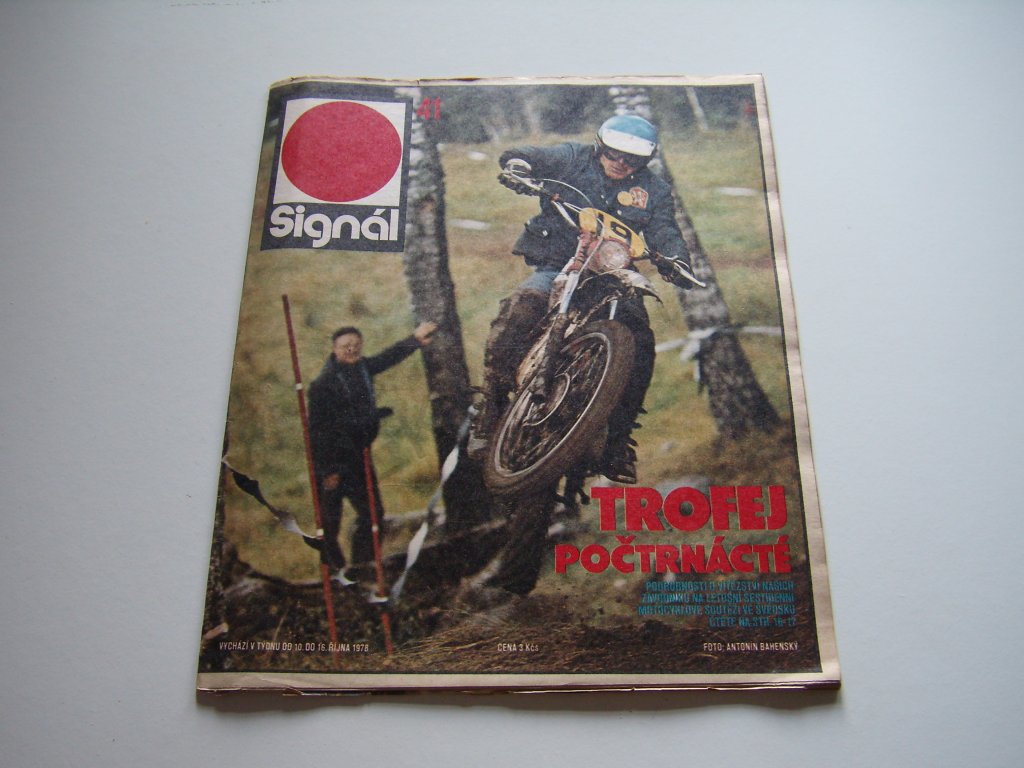 41
Signál
19
TROFEJ
POČTRNÁCTÉ
PODROBNOSTI O VÍTĚZSTVÍ NAŠICH
ZÁVODNÍKŮ NA LETOŠNÍ ŠESTIDENNÍ
MOTOCYKLOVÉ SOUTĚŽI VE ŠVÉDSKU
ČTĚTE NA STR. 16-17
VYCHÁZÍ V TÝDNU OD 10. DO 16. ŘÍJNA 1978
CENA 3 Kčs
FOTO: ANTONÍN BAHENSKÝ